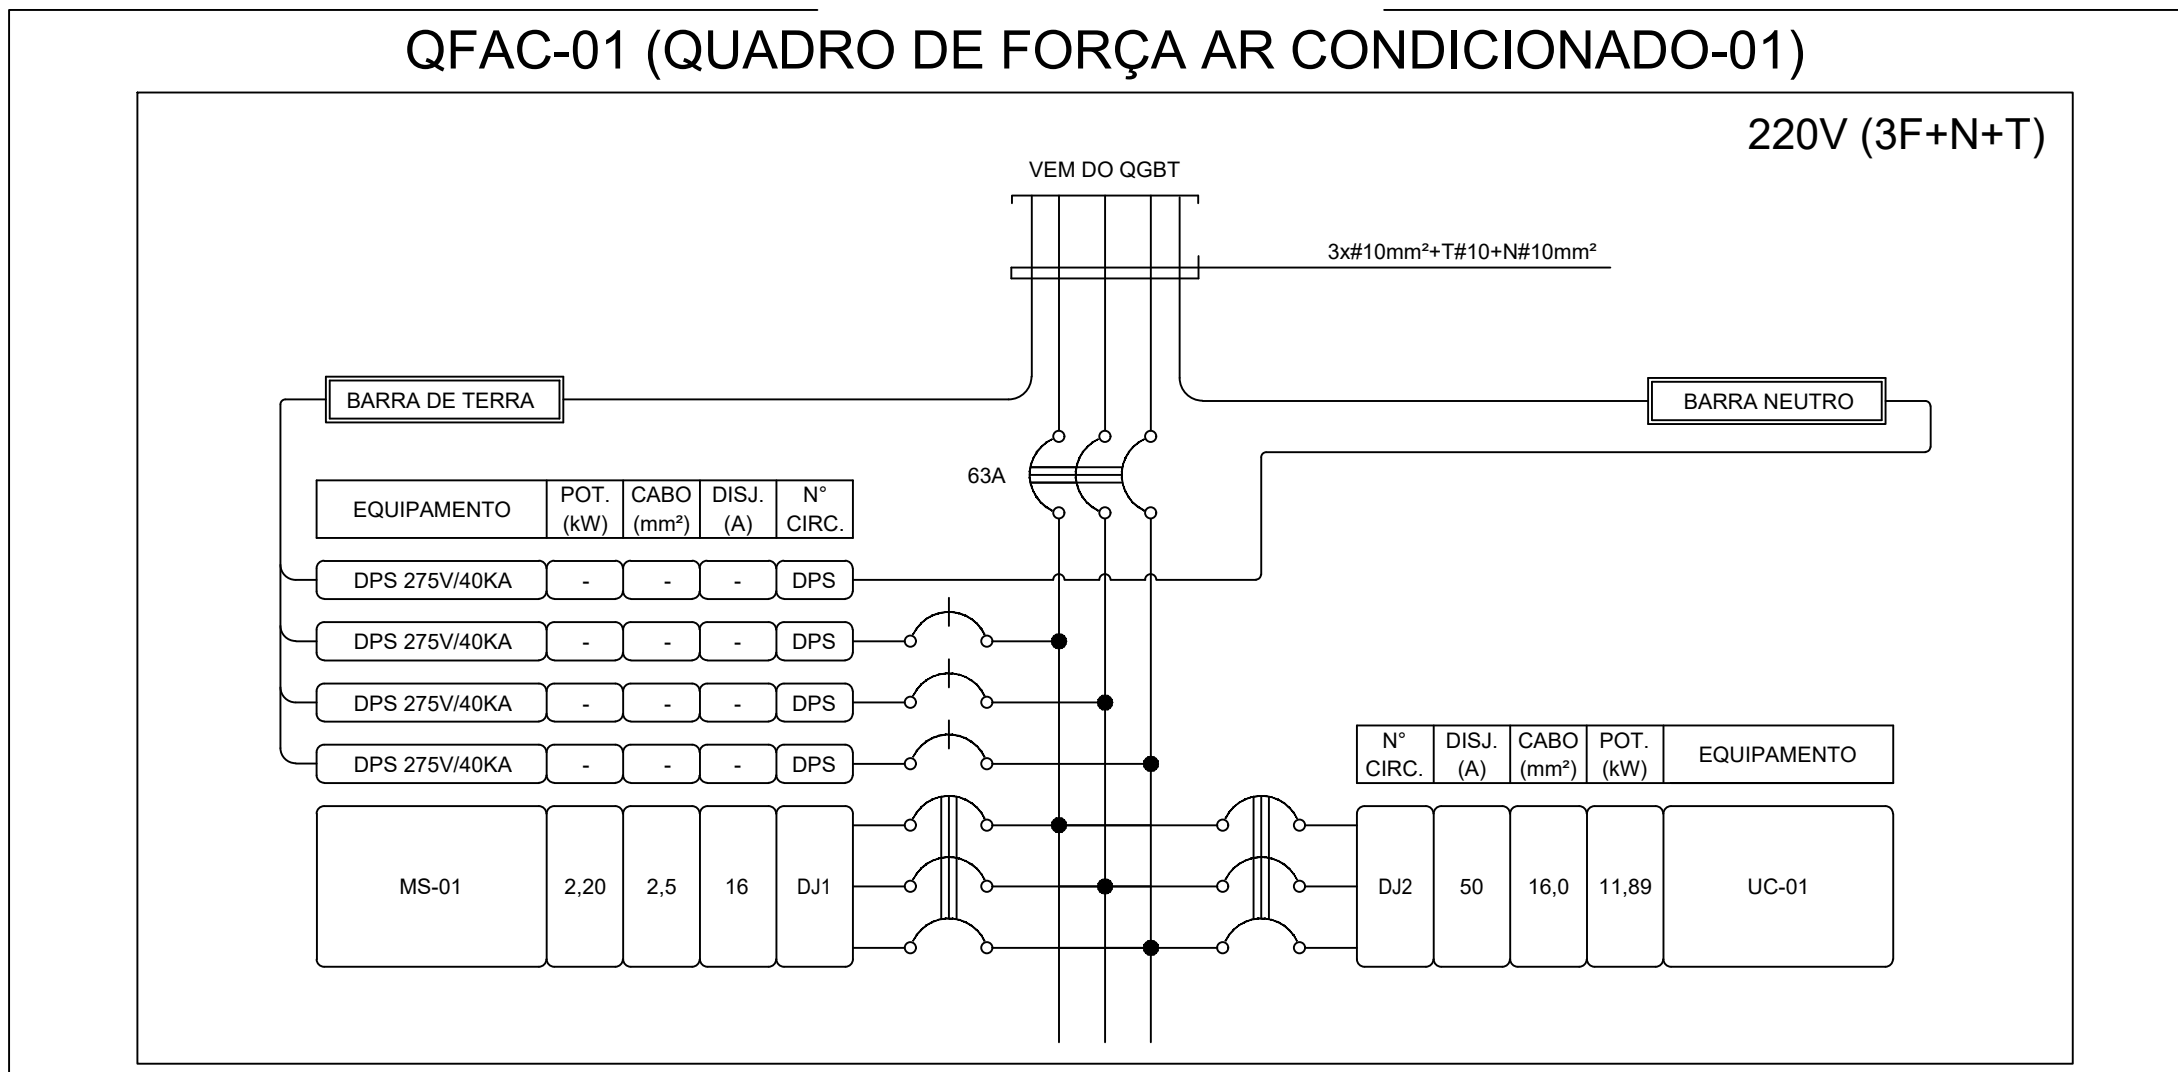 QFAC-01 (QUADRO DE FORÇA AR CONDICIONADO-01)
220V (3F+N+T)
VEM DO QGBT
3x#10mm²+T#10+N#10mm²
BARRA DE TERRA
BARRA NEUTRO
63A
EQUIPAMENTO POT. (kW) CABO (mm²) DISJ. (A) N° CIRC.
DPS 275V/40KA - - - DPS
DPS 275V/40KA - - - DPS
DPS 275V/40KA - - - DPS
DPS 275V/40KA - - - DPS
MS-01 2,20 2,5 16 DJ1
N° CIRC. DISJ. (A) CABO (mm²) POT. (kW) EQUIPAMENTO
DJ2 50 16,0 11,89 UC-01